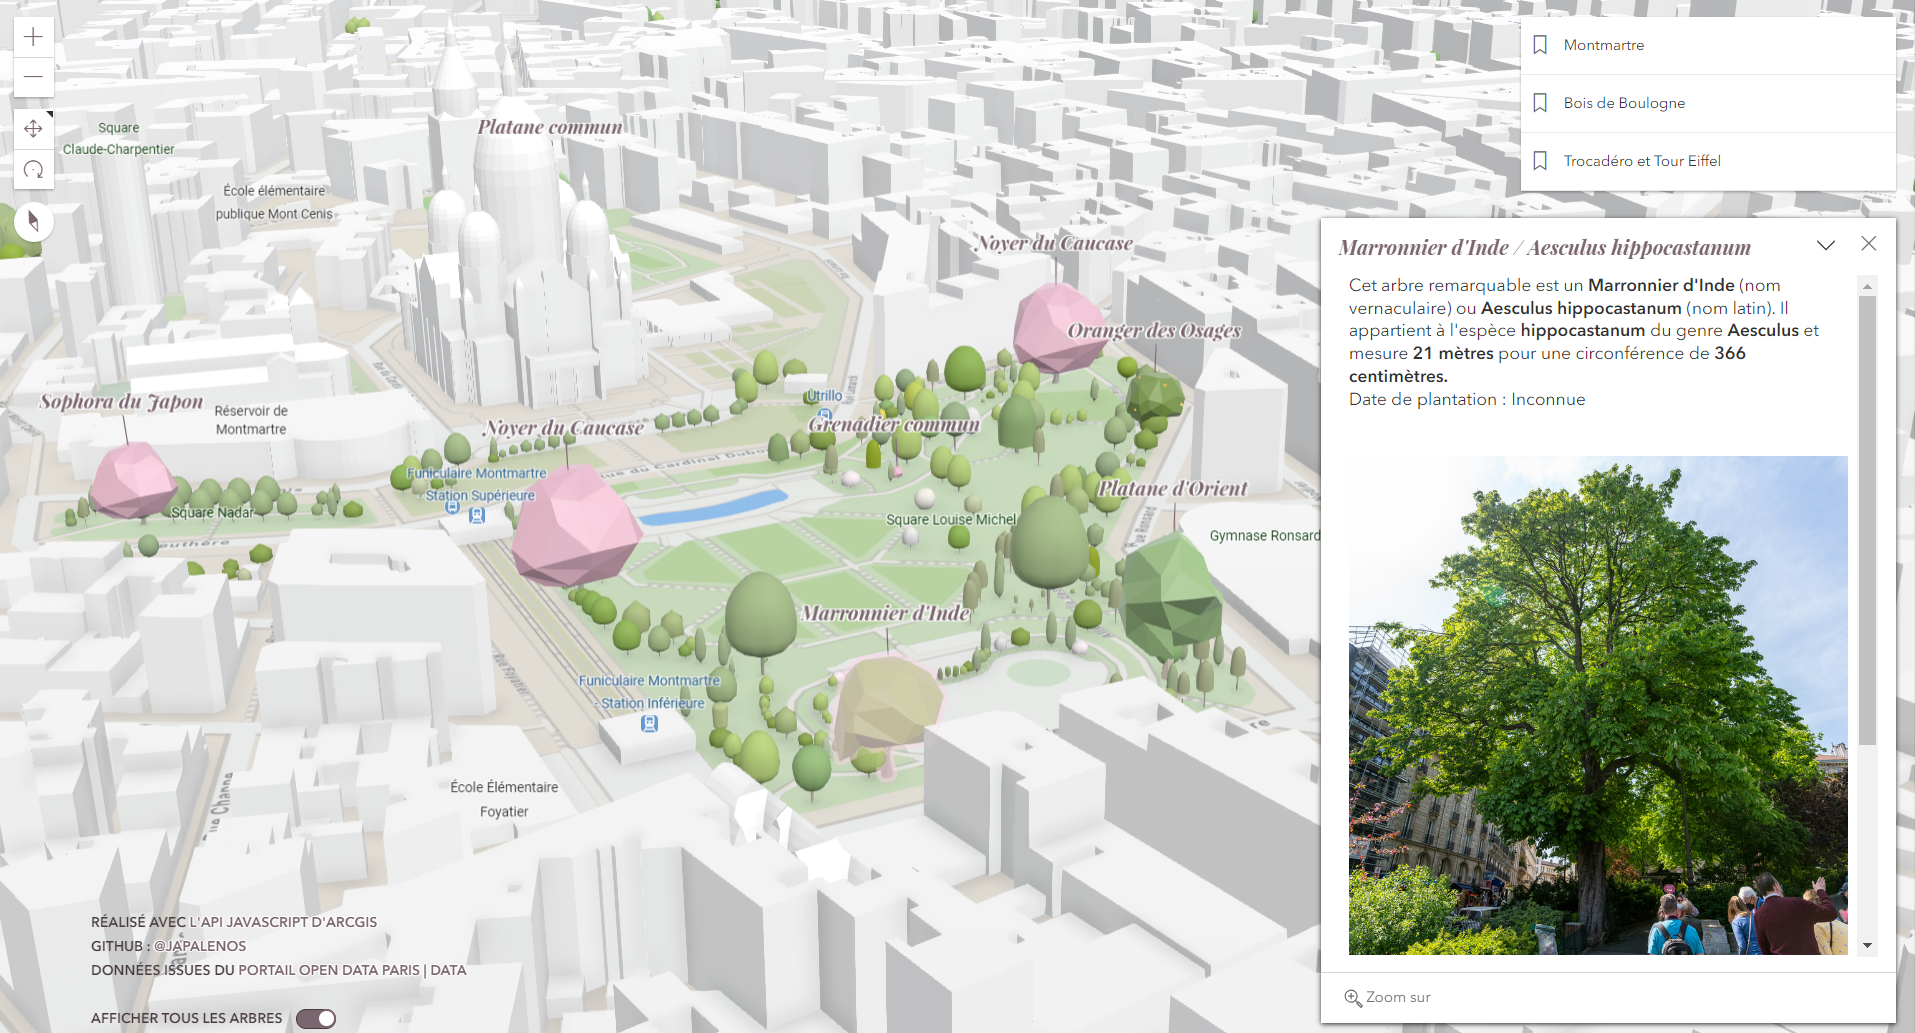 Montmartre
Bois de Boulogne
Trocadéro et Tour Eiffel
Square
Claude-Charpentier
Platane commun
École élémentaire
publique Mont Cenis
Noyer du Caucase
Oranger des Osages
Sophora du Japon
Réservoir de
Montmartre
Utrillo
Grenadier commun
Noyer du Caucase
Funiculaire Montmartre
- Station Supérieure
Platane d'Orient
Square Nadar
Square Louise Michel
Rue Ronsard
Gymnase Ronsard
Marronnier d'Inde
Funiculaire Montmartre
- Station Inférieure
École Élémentaire
Foyatier
Marronnier d'Inde / Aesculus hippocastanum
Cet arbre remarquable est un Marronnier d'Inde (nom
vernaculaire) ou Aesculus hippocastanum (nom latin). Il
appartient à l'espèce hippocastanum du genre Aesculus et
mesure 21 mètres pour une circonférence de 366
centimètres.
Date de plantation : Inconnue
Zoom sur
RÉALISÉ AVEC L'API JAVASCRIPT D'ARCGIS
GITHUB : @JAPALENOS
DONNÉES ISSUES DU PORTAIL OPEN DATA PARIS | DATA
AFFICHER TOUS LES ARBRES